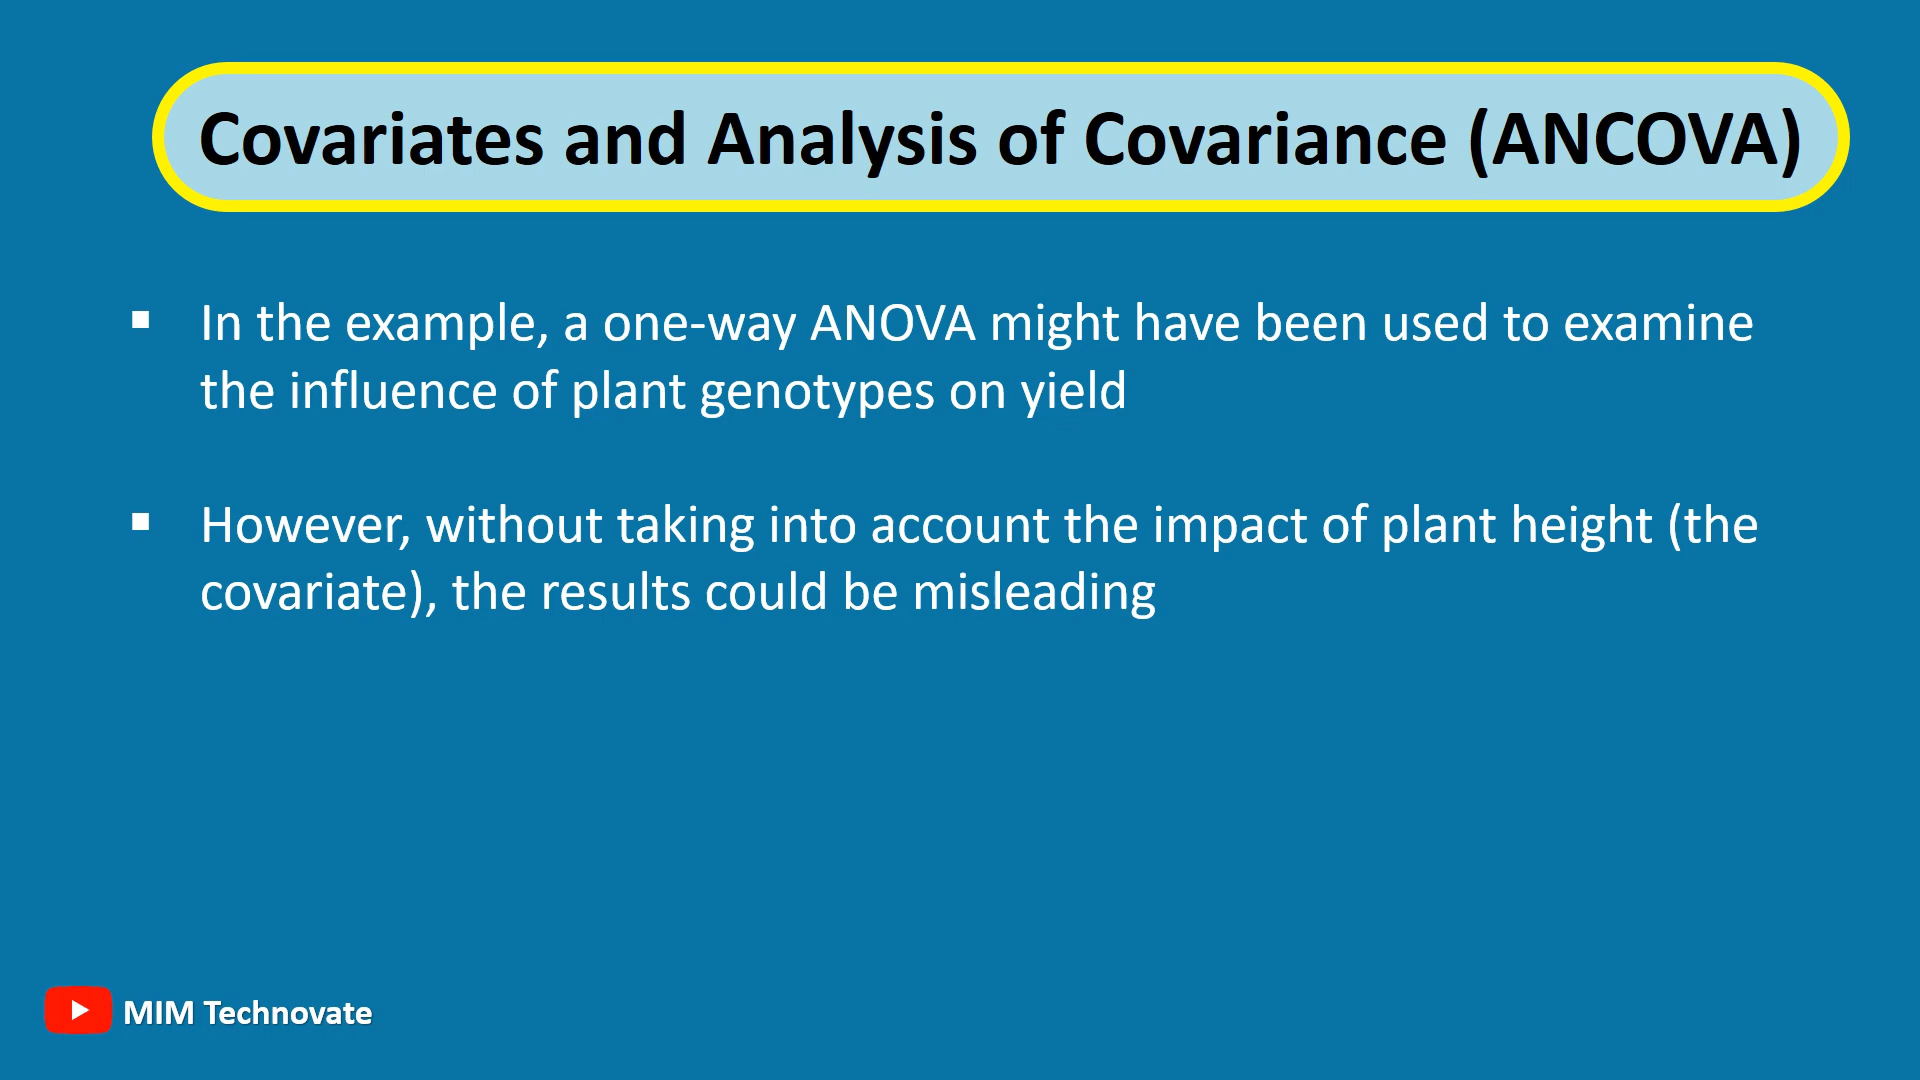 Covariates and Analysis of Covariance (ANCOVA)
▪ In the example, a one-way ANOVA might have been used to examine
the influence of plant genotypes on yield
▪ However, without taking into account the impact of plant height (the
covariate), the results could be misleading
MIM Technovate